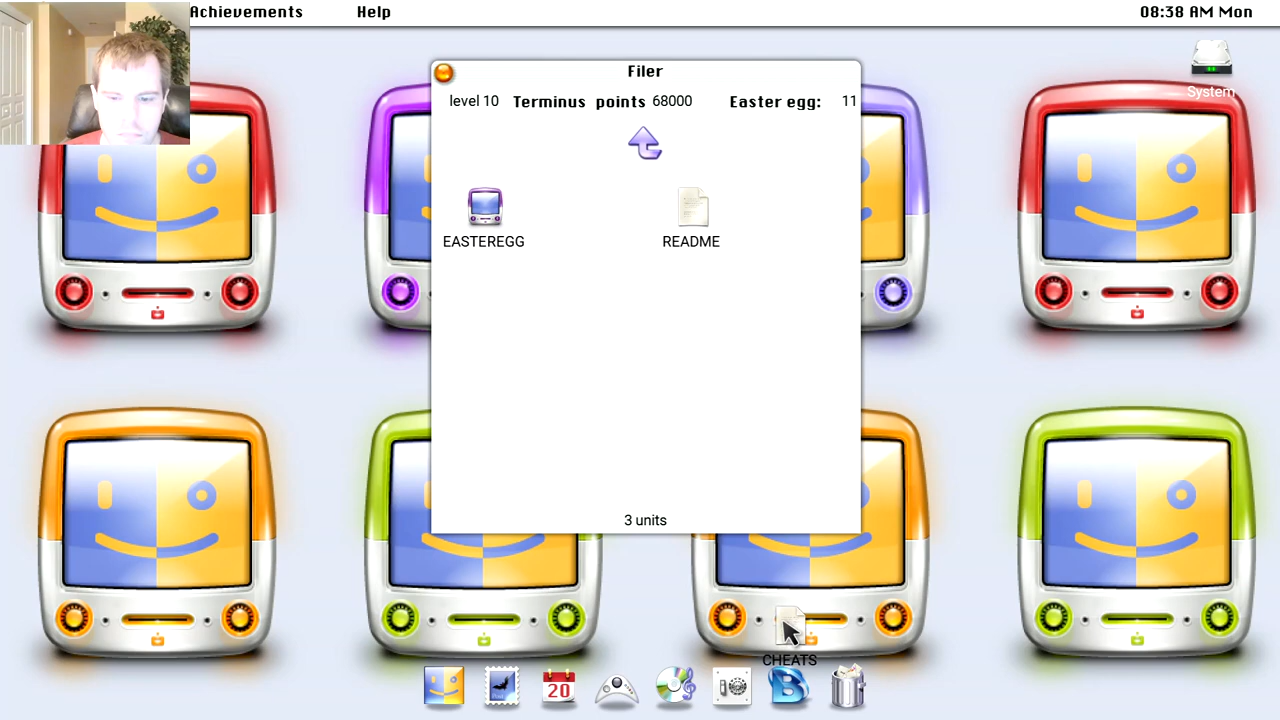 Achievements Help 08:38 AM Mon
Filer
System
level 10 Terminus points 68000 Easter egg: 11
EASTEREGG README
3 units
CHEATS
20
B